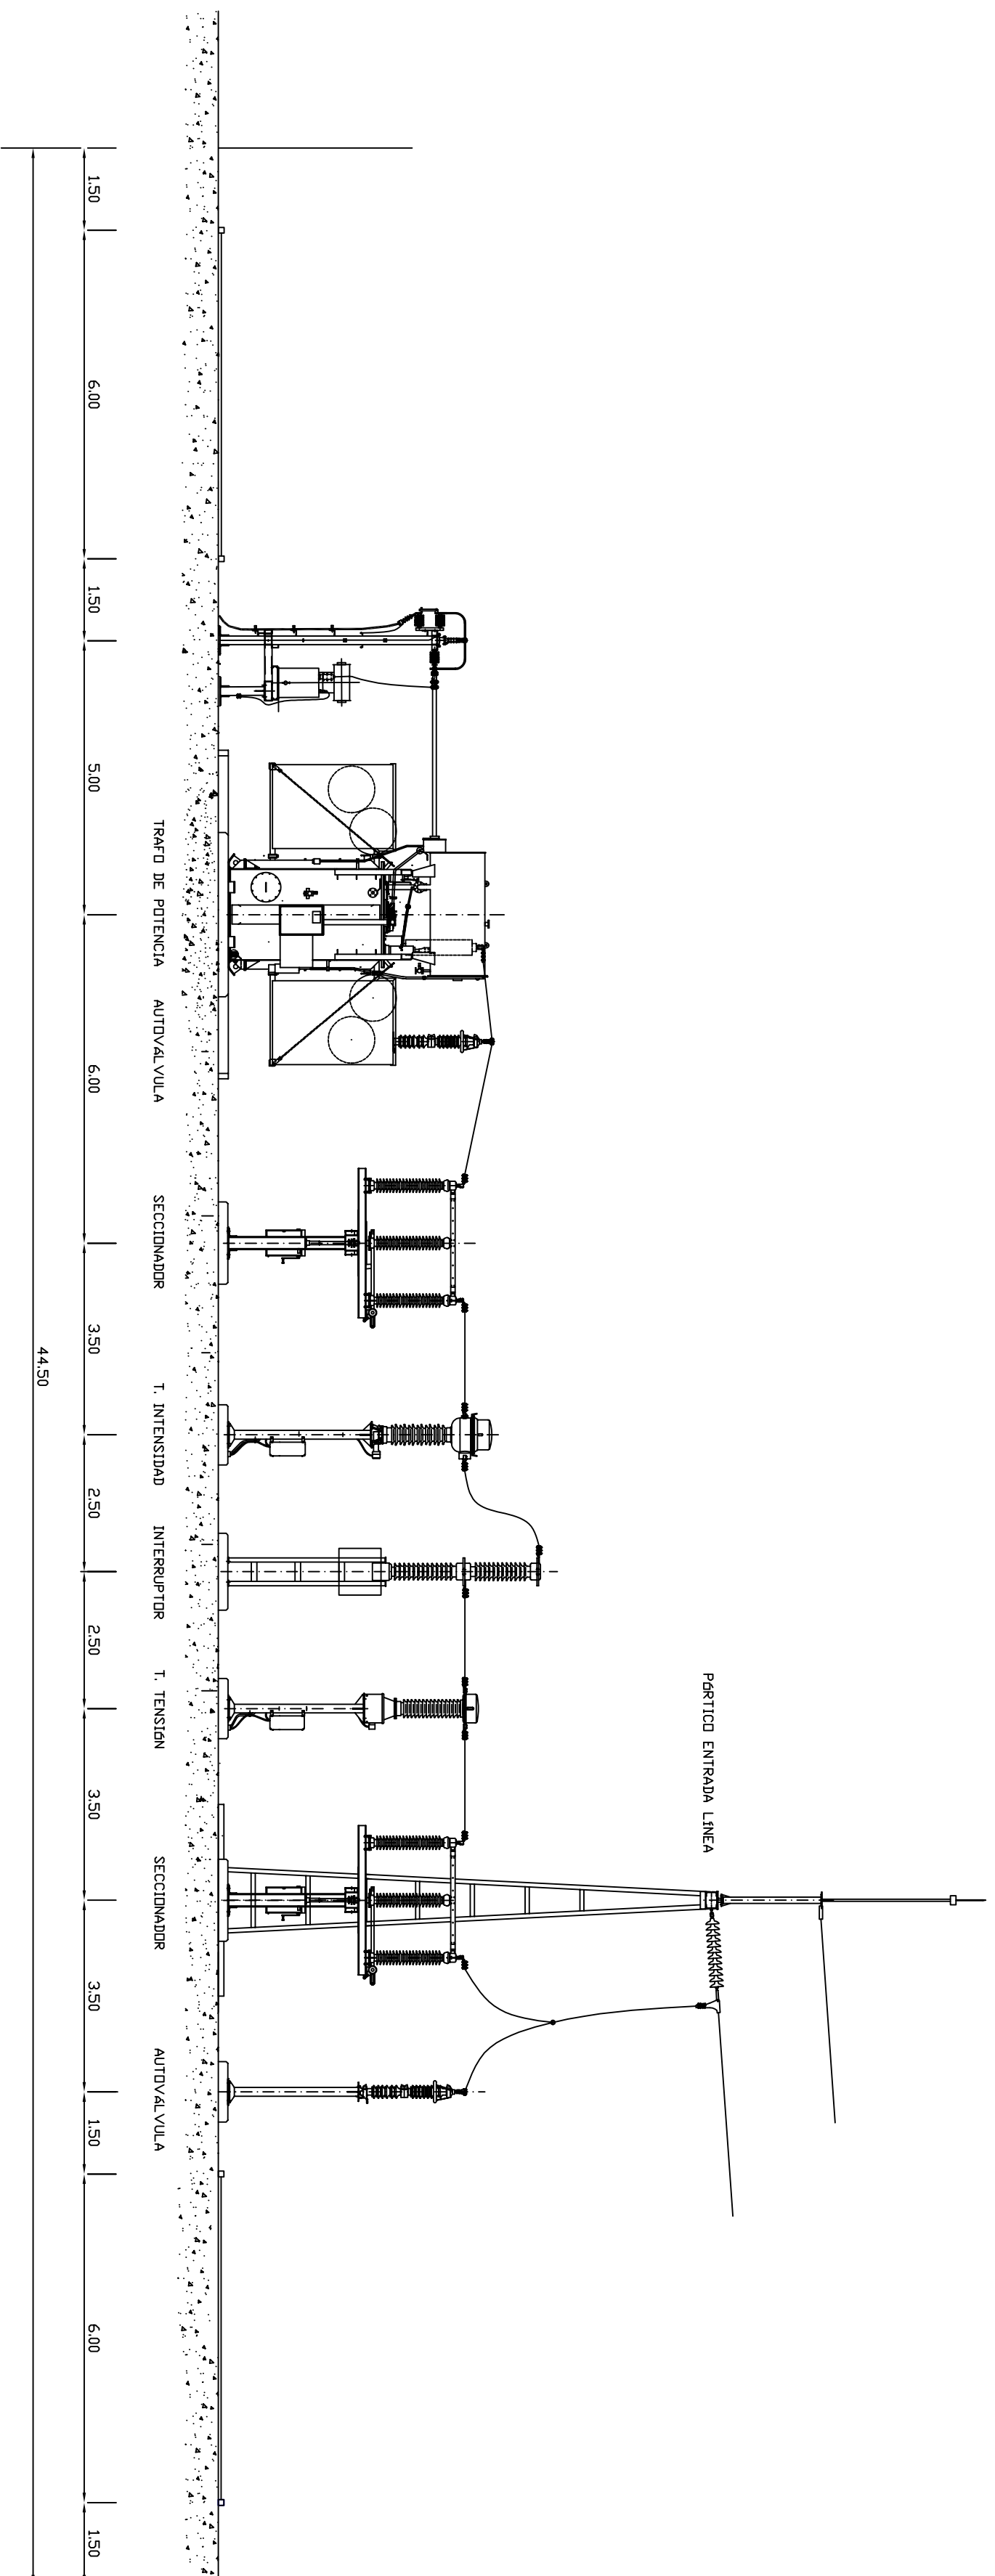 PÓRTICO ENTRADA LÍNEA
TRAFO DE POTENCIA
AUTOVÁLVULA
SECCIONADOR
T. INTENSIDAD
INTERRUPTOR
T. TENSIÓN
SECCIONADOR
AUTOVÁLVULA
1.50
6.00
1.50
5.00
6.00
3.50
2.50
2.50
3.50
3.50
1.50
6.00
1.50
44.50